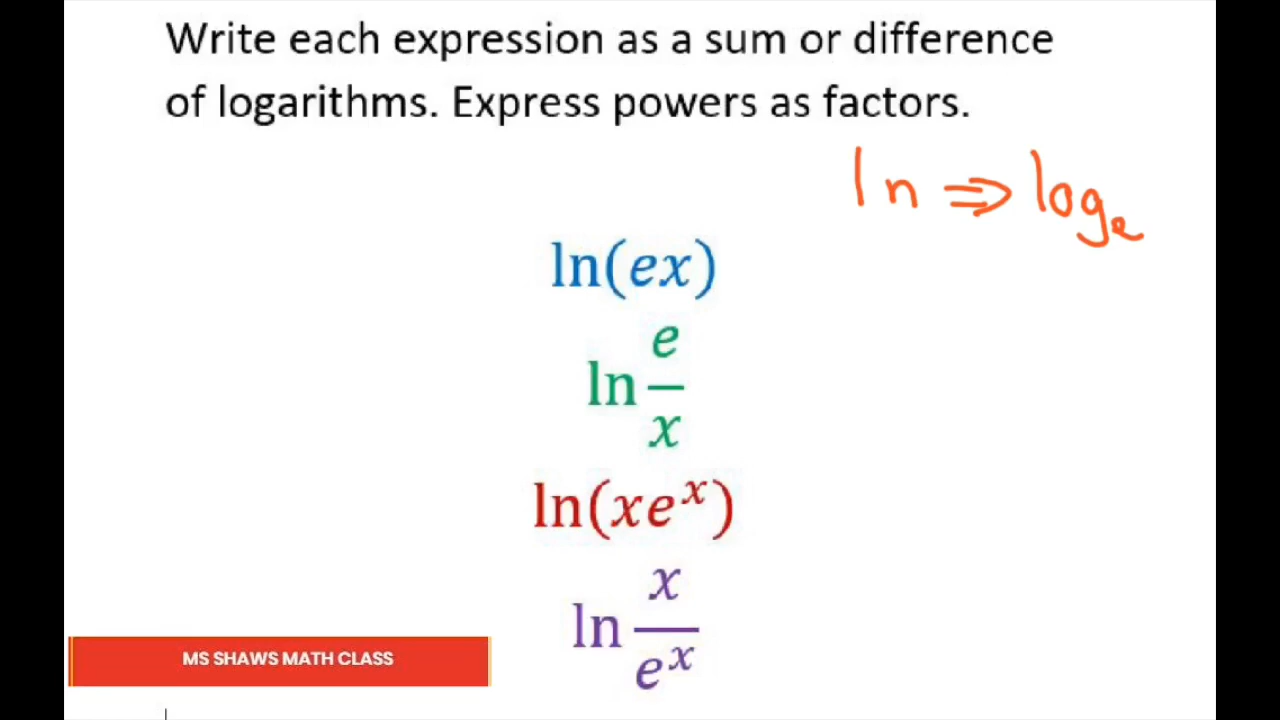 Write each expression as a sum or difference
of logarithms. Express powers as factors.
ln ⇒ logₑ
ln(ex)
ln e/x
ln(xeˣ)
ln x/eˣ
MS SHAWS MATH CLASS